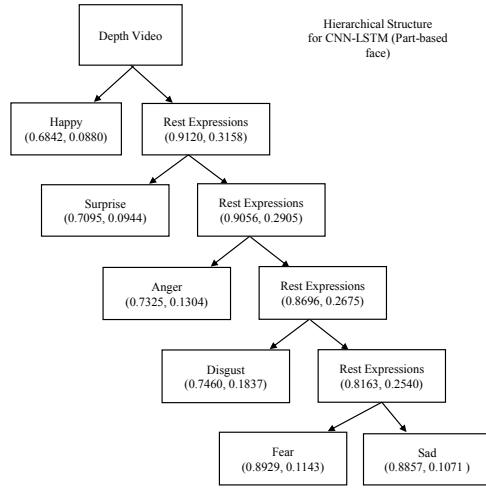 Depth Video
Hierarchical Structure
for CNN-LSTM (Part-based
face)
Happy
(0.6842, 0.0880)
Rest Expressions
(0.9120, 0.3158)
Surprise
(0.7095, 0.0944)
Rest Expressions
(0.9056, 0.2905)
Anger
(0.7325, 0.1304)
Rest Expressions
(0.8696, 0.2675)
Disgust
(0.7460, 0.1837)
Rest Expressions
(0.8163, 0.2540)
Fear
(0.8929, 0.1143)
Sad
(0.8857, 0.1071 )